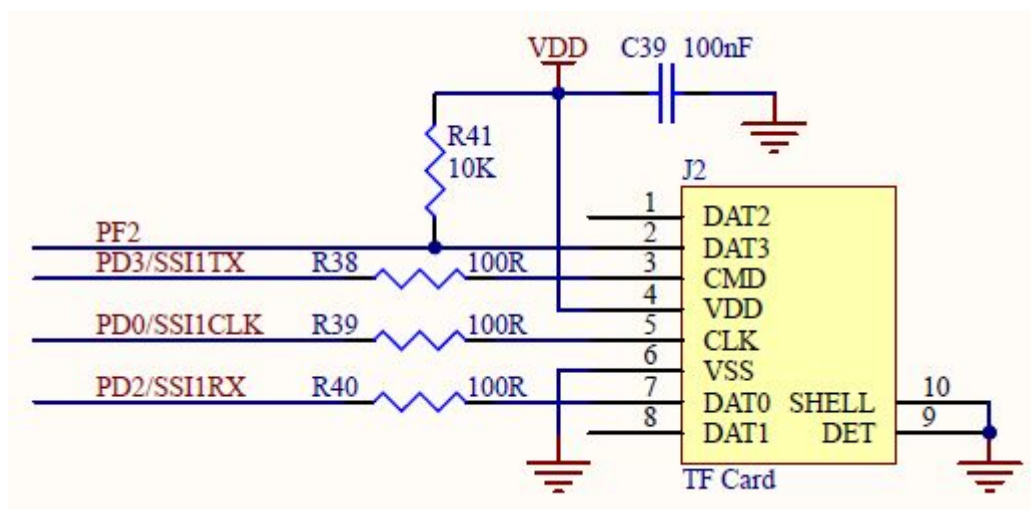 VDD C39 100nF
R41
10K
J2
1 DAT2
PF2 2 DAT3
PD3/SSI1TX R38 100R 3 CMD
4 VDD
PD0/SSI1CLK R39 100R 5 CLK
6 VSS
PD2/SSI1RX R40 100R 7 DAT0 SHELL 10
8 DAT1 DET 9
TF Card